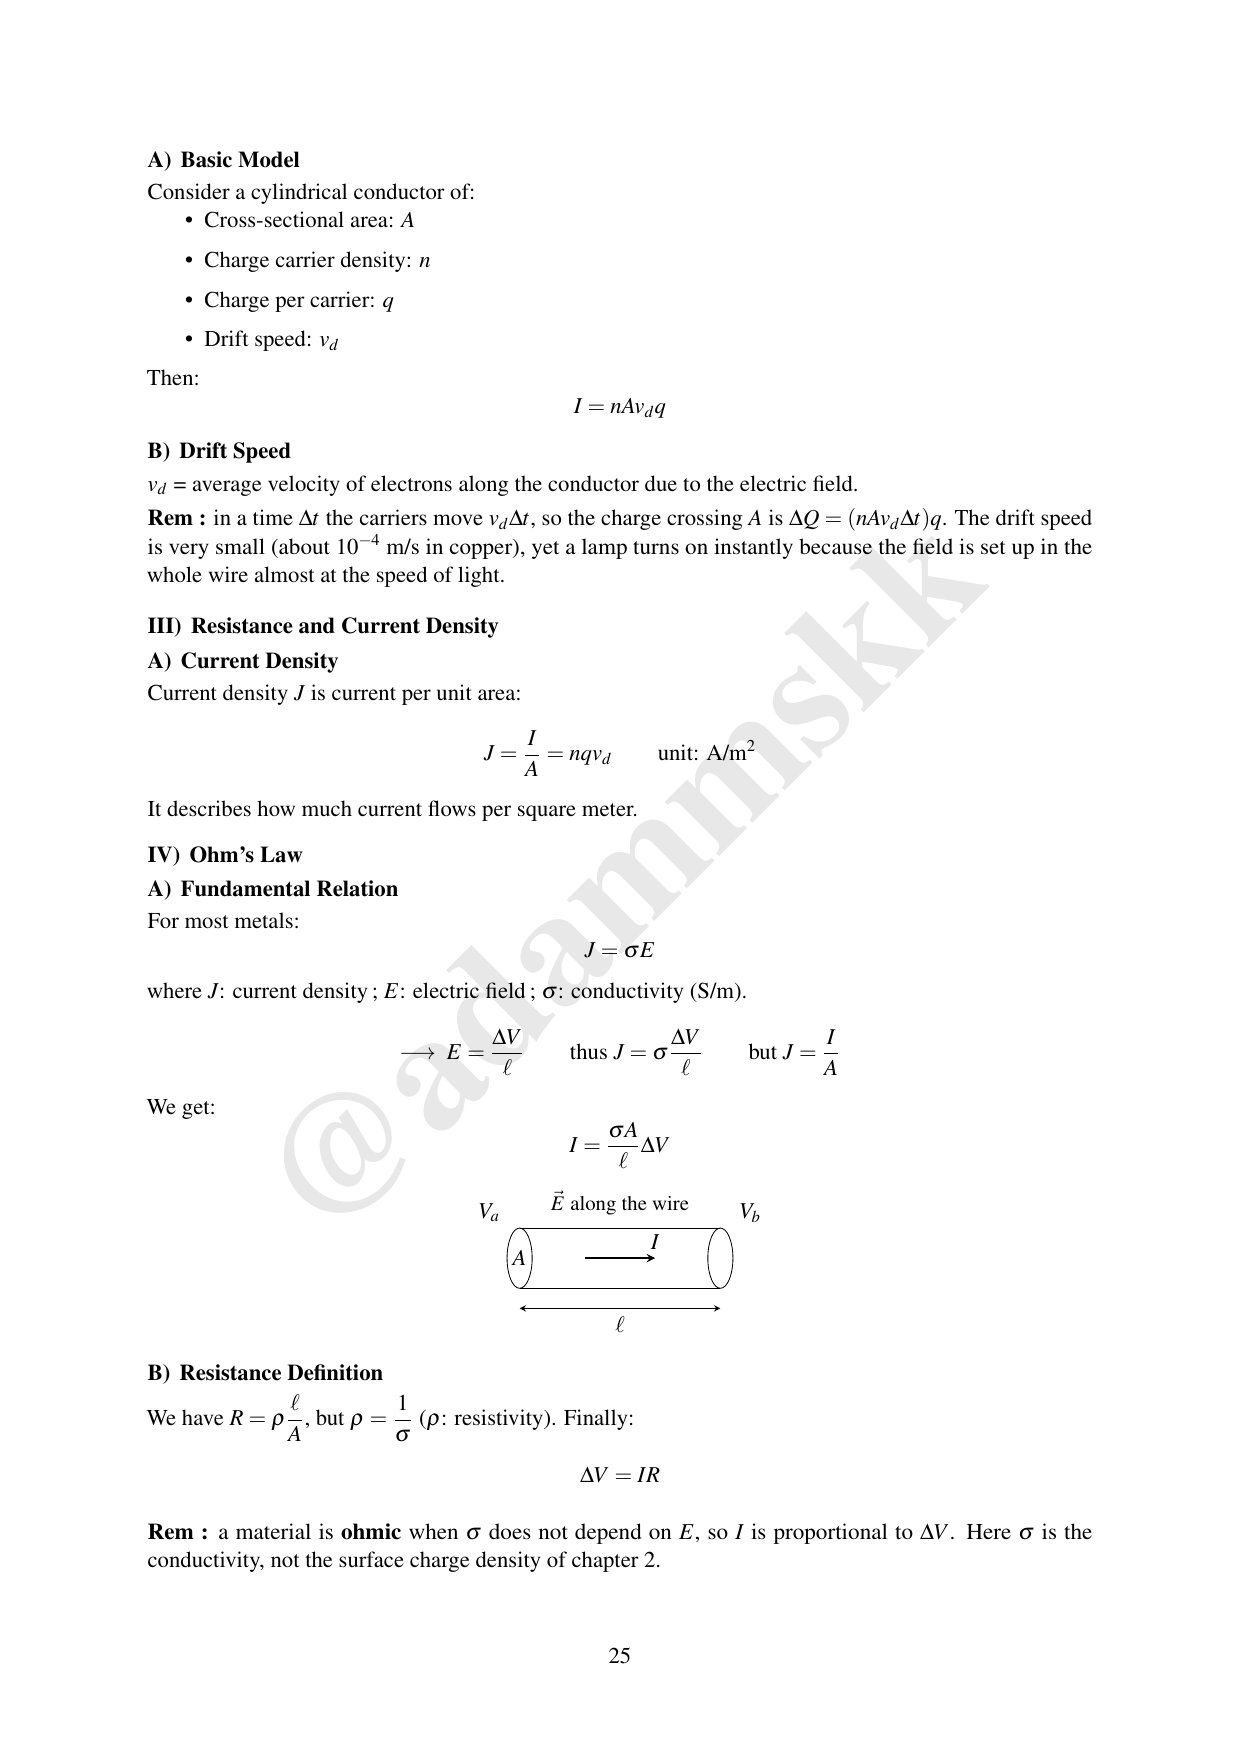 A) Basic Model
Consider a cylindrical conductor of:
• Cross-sectional area: A
• Charge carrier density: n
• Charge per carrier: q
• Drift speed: v_d
Then:
I = nAv_dq
B) Drift Speed
v_d = average velocity of electrons along the conductor due to the electric field.
Rem : in a time Δt the carriers move v_dΔt, so the charge crossing A is ΔQ = (nAv_dΔt)q. The drift speed
is very small (about 10⁻⁴ m/s in copper), yet a lamp turns on instantly because the field is set up in the
whole wire almost at the speed of light.
III) Resistance and Current Density
A) Current Density
Current density J is current per unit area:
J = I/A = nqv_d unit: A/m²
It describes how much current flows per square meter.
IV) Ohm’s Law
A) Fundamental Relation
For most metals:
J = σE
where J: current density ; E: electric field ; σ: conductivity (S/m).
⟶ E = ΔV/ℓ thus J = σ ΔV/ℓ but J = I/A
We get:
I = σA/ℓ ΔV
V_a E⃗ along the wire V_b
A I
ℓ
B) Resistance Definition
We have R = ρ ℓ/A, but ρ = 1/σ (ρ: resistivity). Finally:
ΔV = IR
Rem : a material is ohmic when σ does not depend on E, so I is proportional to ΔV. Here σ is the
conductivity, not the surface charge density of chapter 2.
25
@adammskk